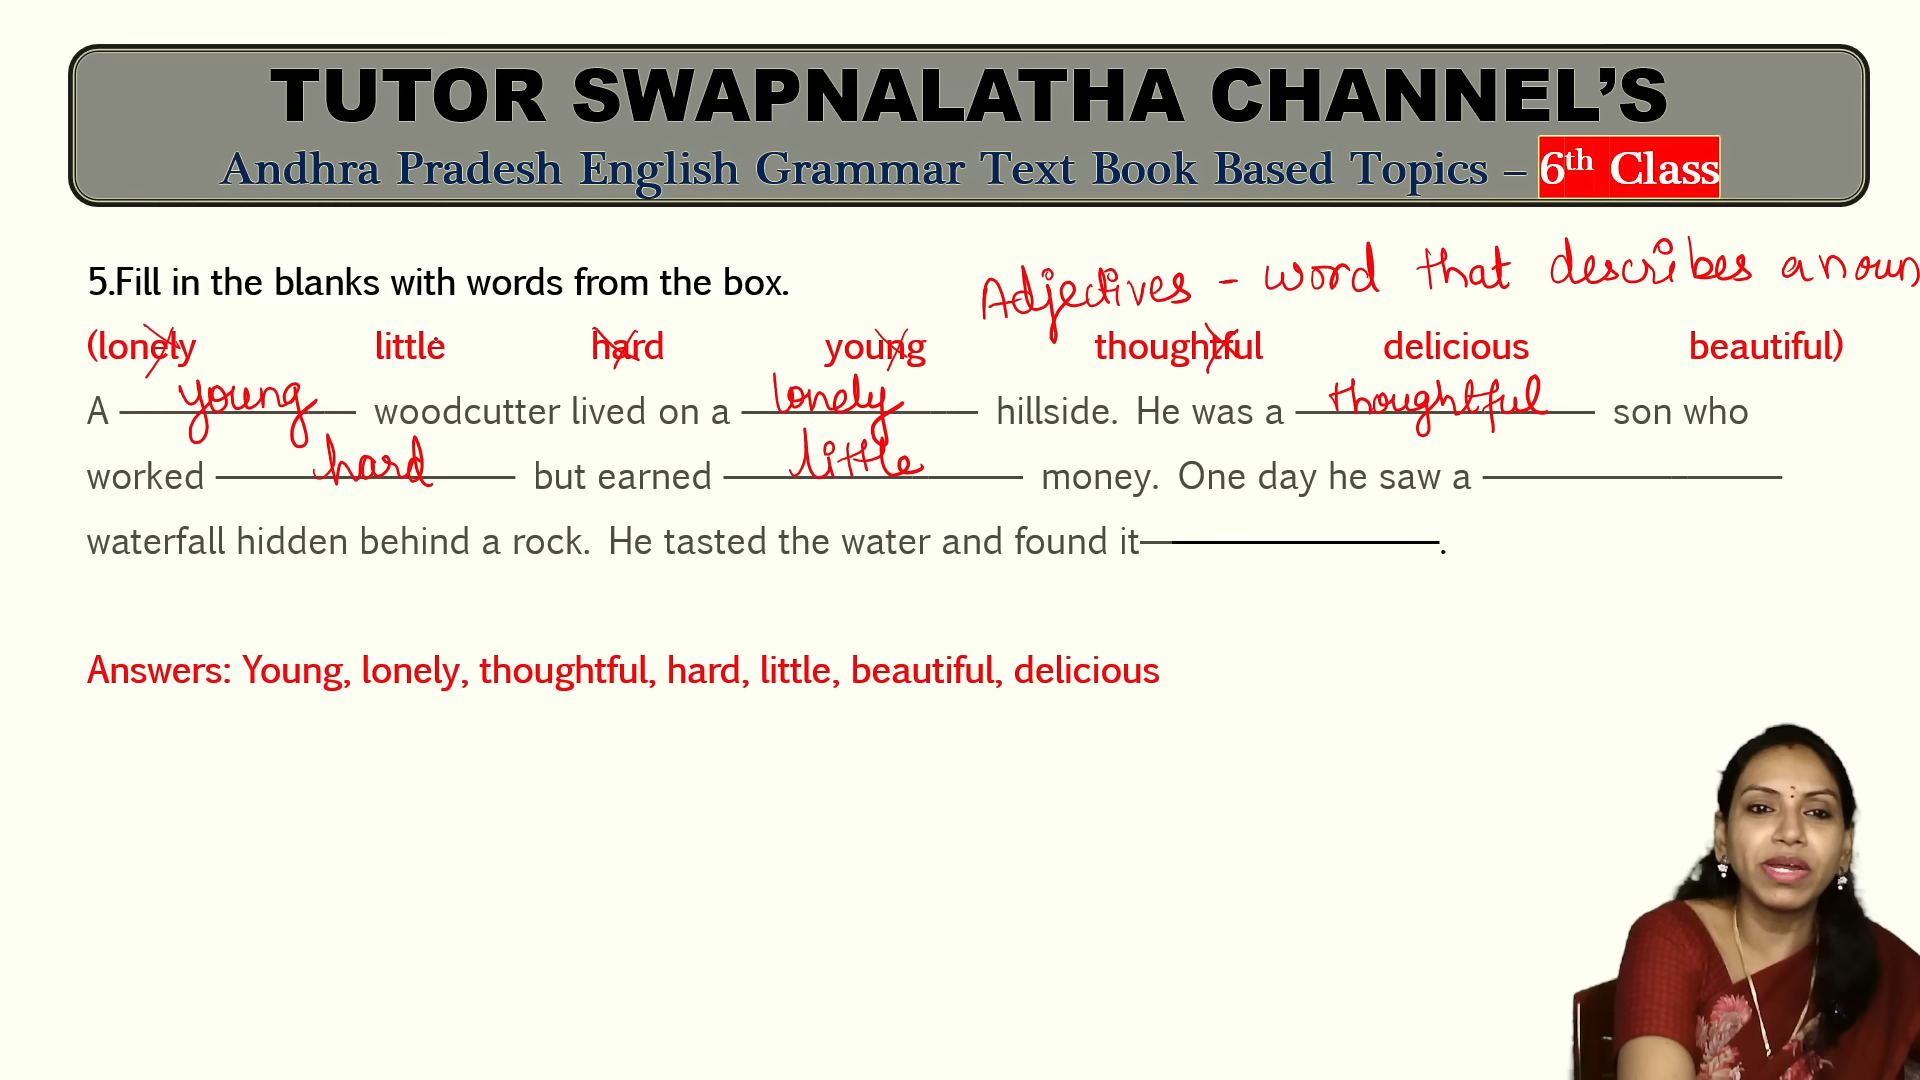 TUTOR SWAPNALATHA CHANNEL’S
Andhra Pradesh English Grammar Text Book Based Topics – 6th Class
5.Fill in the blanks with words from the box.
Adjectives - word that describes a noun
(lonely little hard young thoughtful delicious beautiful)
A young woodcutter lived on a lonely hillside. He was a thoughtful son who
worked hard but earned little money. One day he saw a
waterfall hidden behind a rock. He tasted the water and found it .
Answers: Young, lonely, thoughtful, hard, little, beautiful, delicious